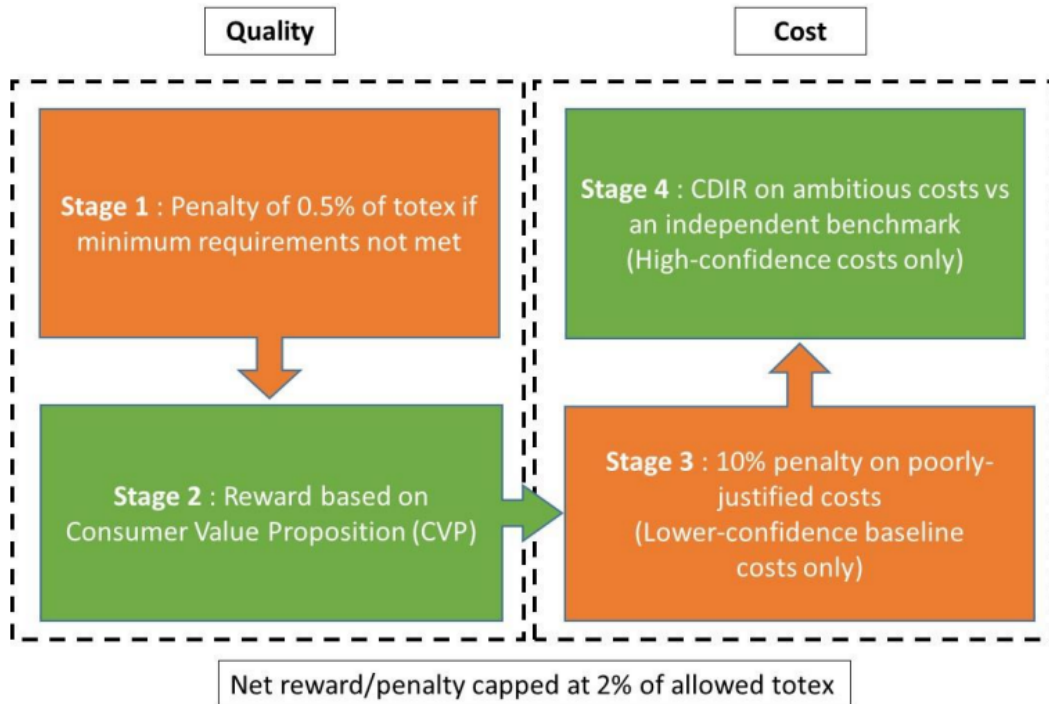 Quality
Cost
Stage 1 : Penalty of 0.5% of totex if
minimum requirements not met
Stage 2 : Reward based on
Consumer Value Proposition (CVP)
Stage 3 : 10% penalty on poorly-
justified costs
(Lower-confidence baseline
costs only)
Stage 4 : CDIR on ambitious costs vs
an independent benchmark
(High-confidence costs only)
Net reward/penalty capped at 2% of allowed totex